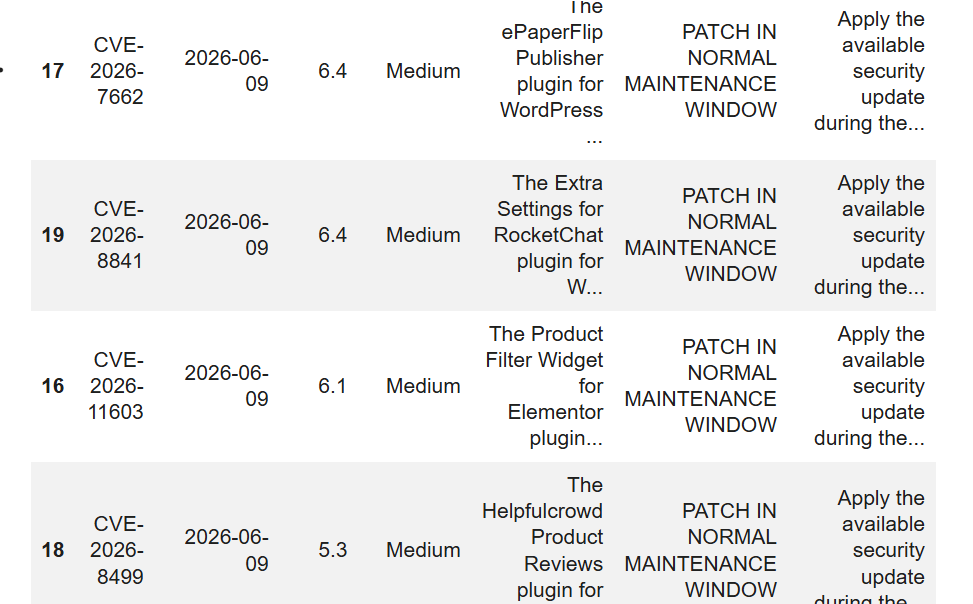 17 CVE-2026-7662 2026-06-09 6.4 Medium The ePaperFlip Publisher plugin for WordPress ... PATCH IN NORMAL MAINTENANCE WINDOW Apply the available security update during the...
19 CVE-2026-8841 2026-06-09 6.4 Medium The Extra Settings for RocketChat plugin for W... PATCH IN NORMAL MAINTENANCE WINDOW Apply the available security update during the...
16 CVE-2026-11603 2026-06-09 6.1 Medium The Product Filter Widget for Elementor plugin... PATCH IN NORMAL MAINTENANCE WINDOW Apply the available security update during the...
18 CVE-2026-8499 2026-06-09 5.3 Medium The Helpfulcrowd Product Reviews plugin for PATCH IN NORMAL MAINTENANCE WINDOW Apply the available security update during the...